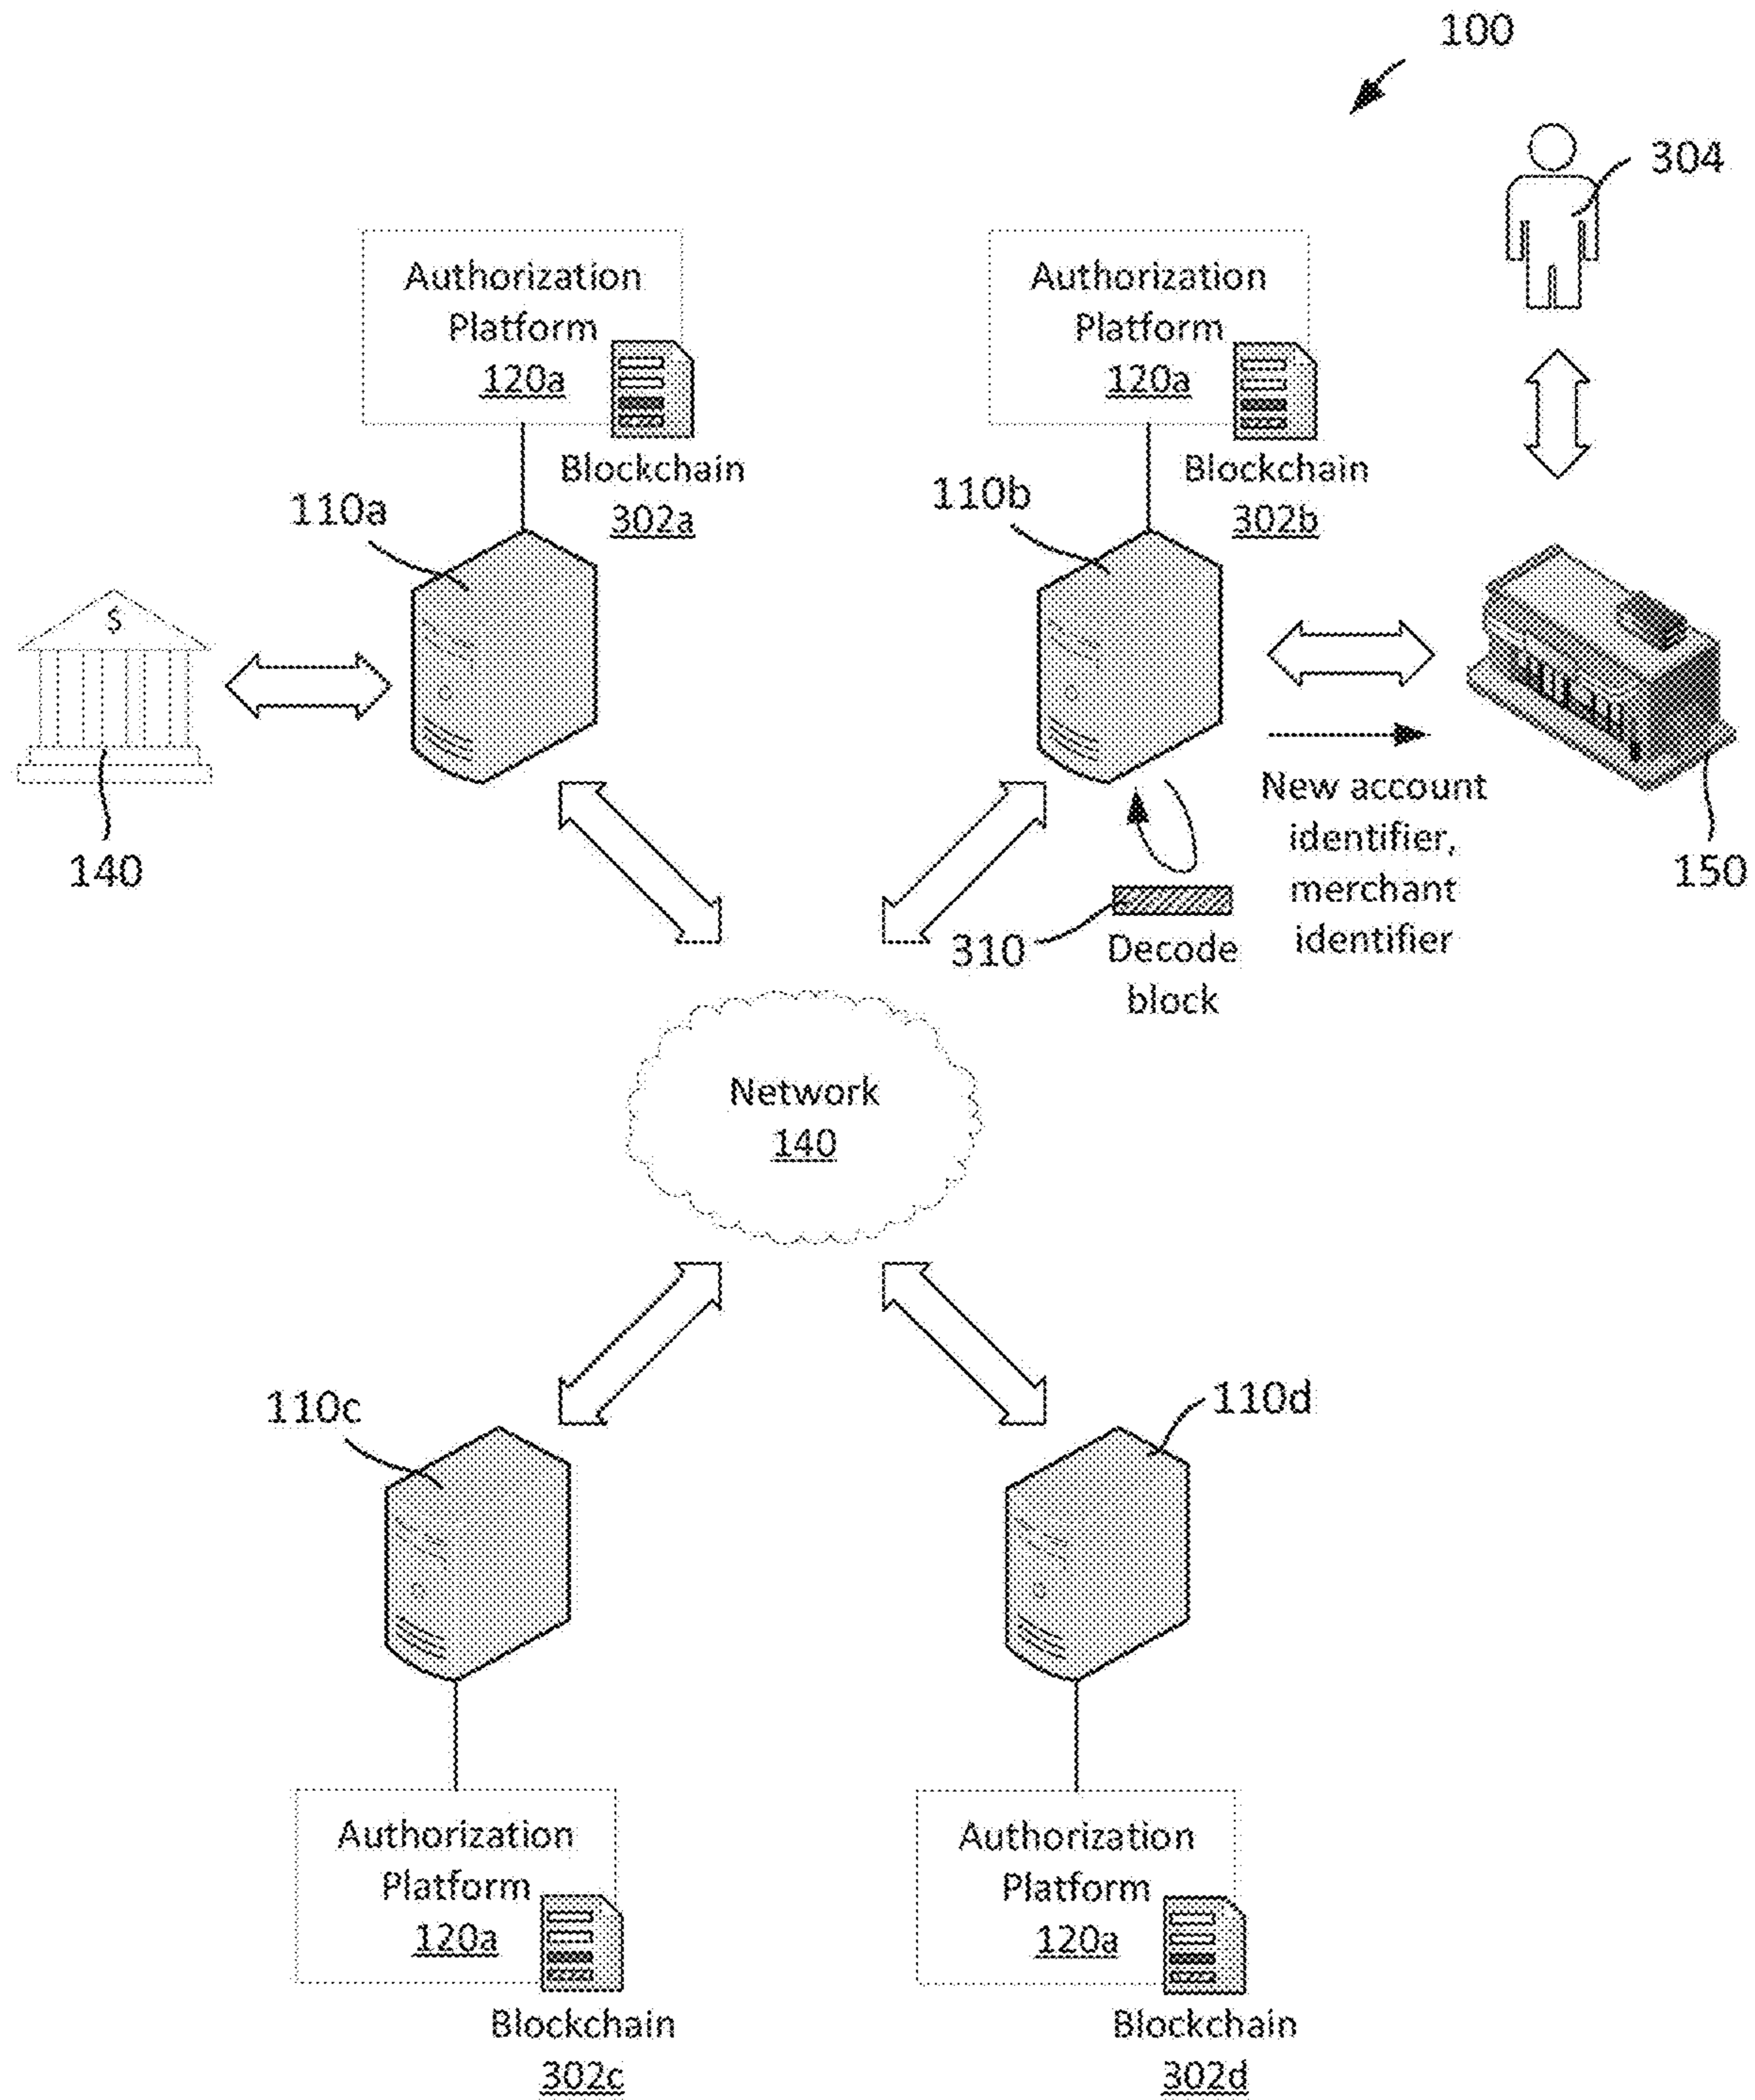 100
304
Authorization
Platform
120a
Blockchain
302a
Authorization
Platform
120a
Blockchain
302b
110a
110b
$
140
150
New account
identifier,
merchant
identifier
310
Decode
block
Network
140
110c
110d
Authorization
Platform
120a
Blockchain
302c
Authorization
Platform
120a
Blockchain
302d